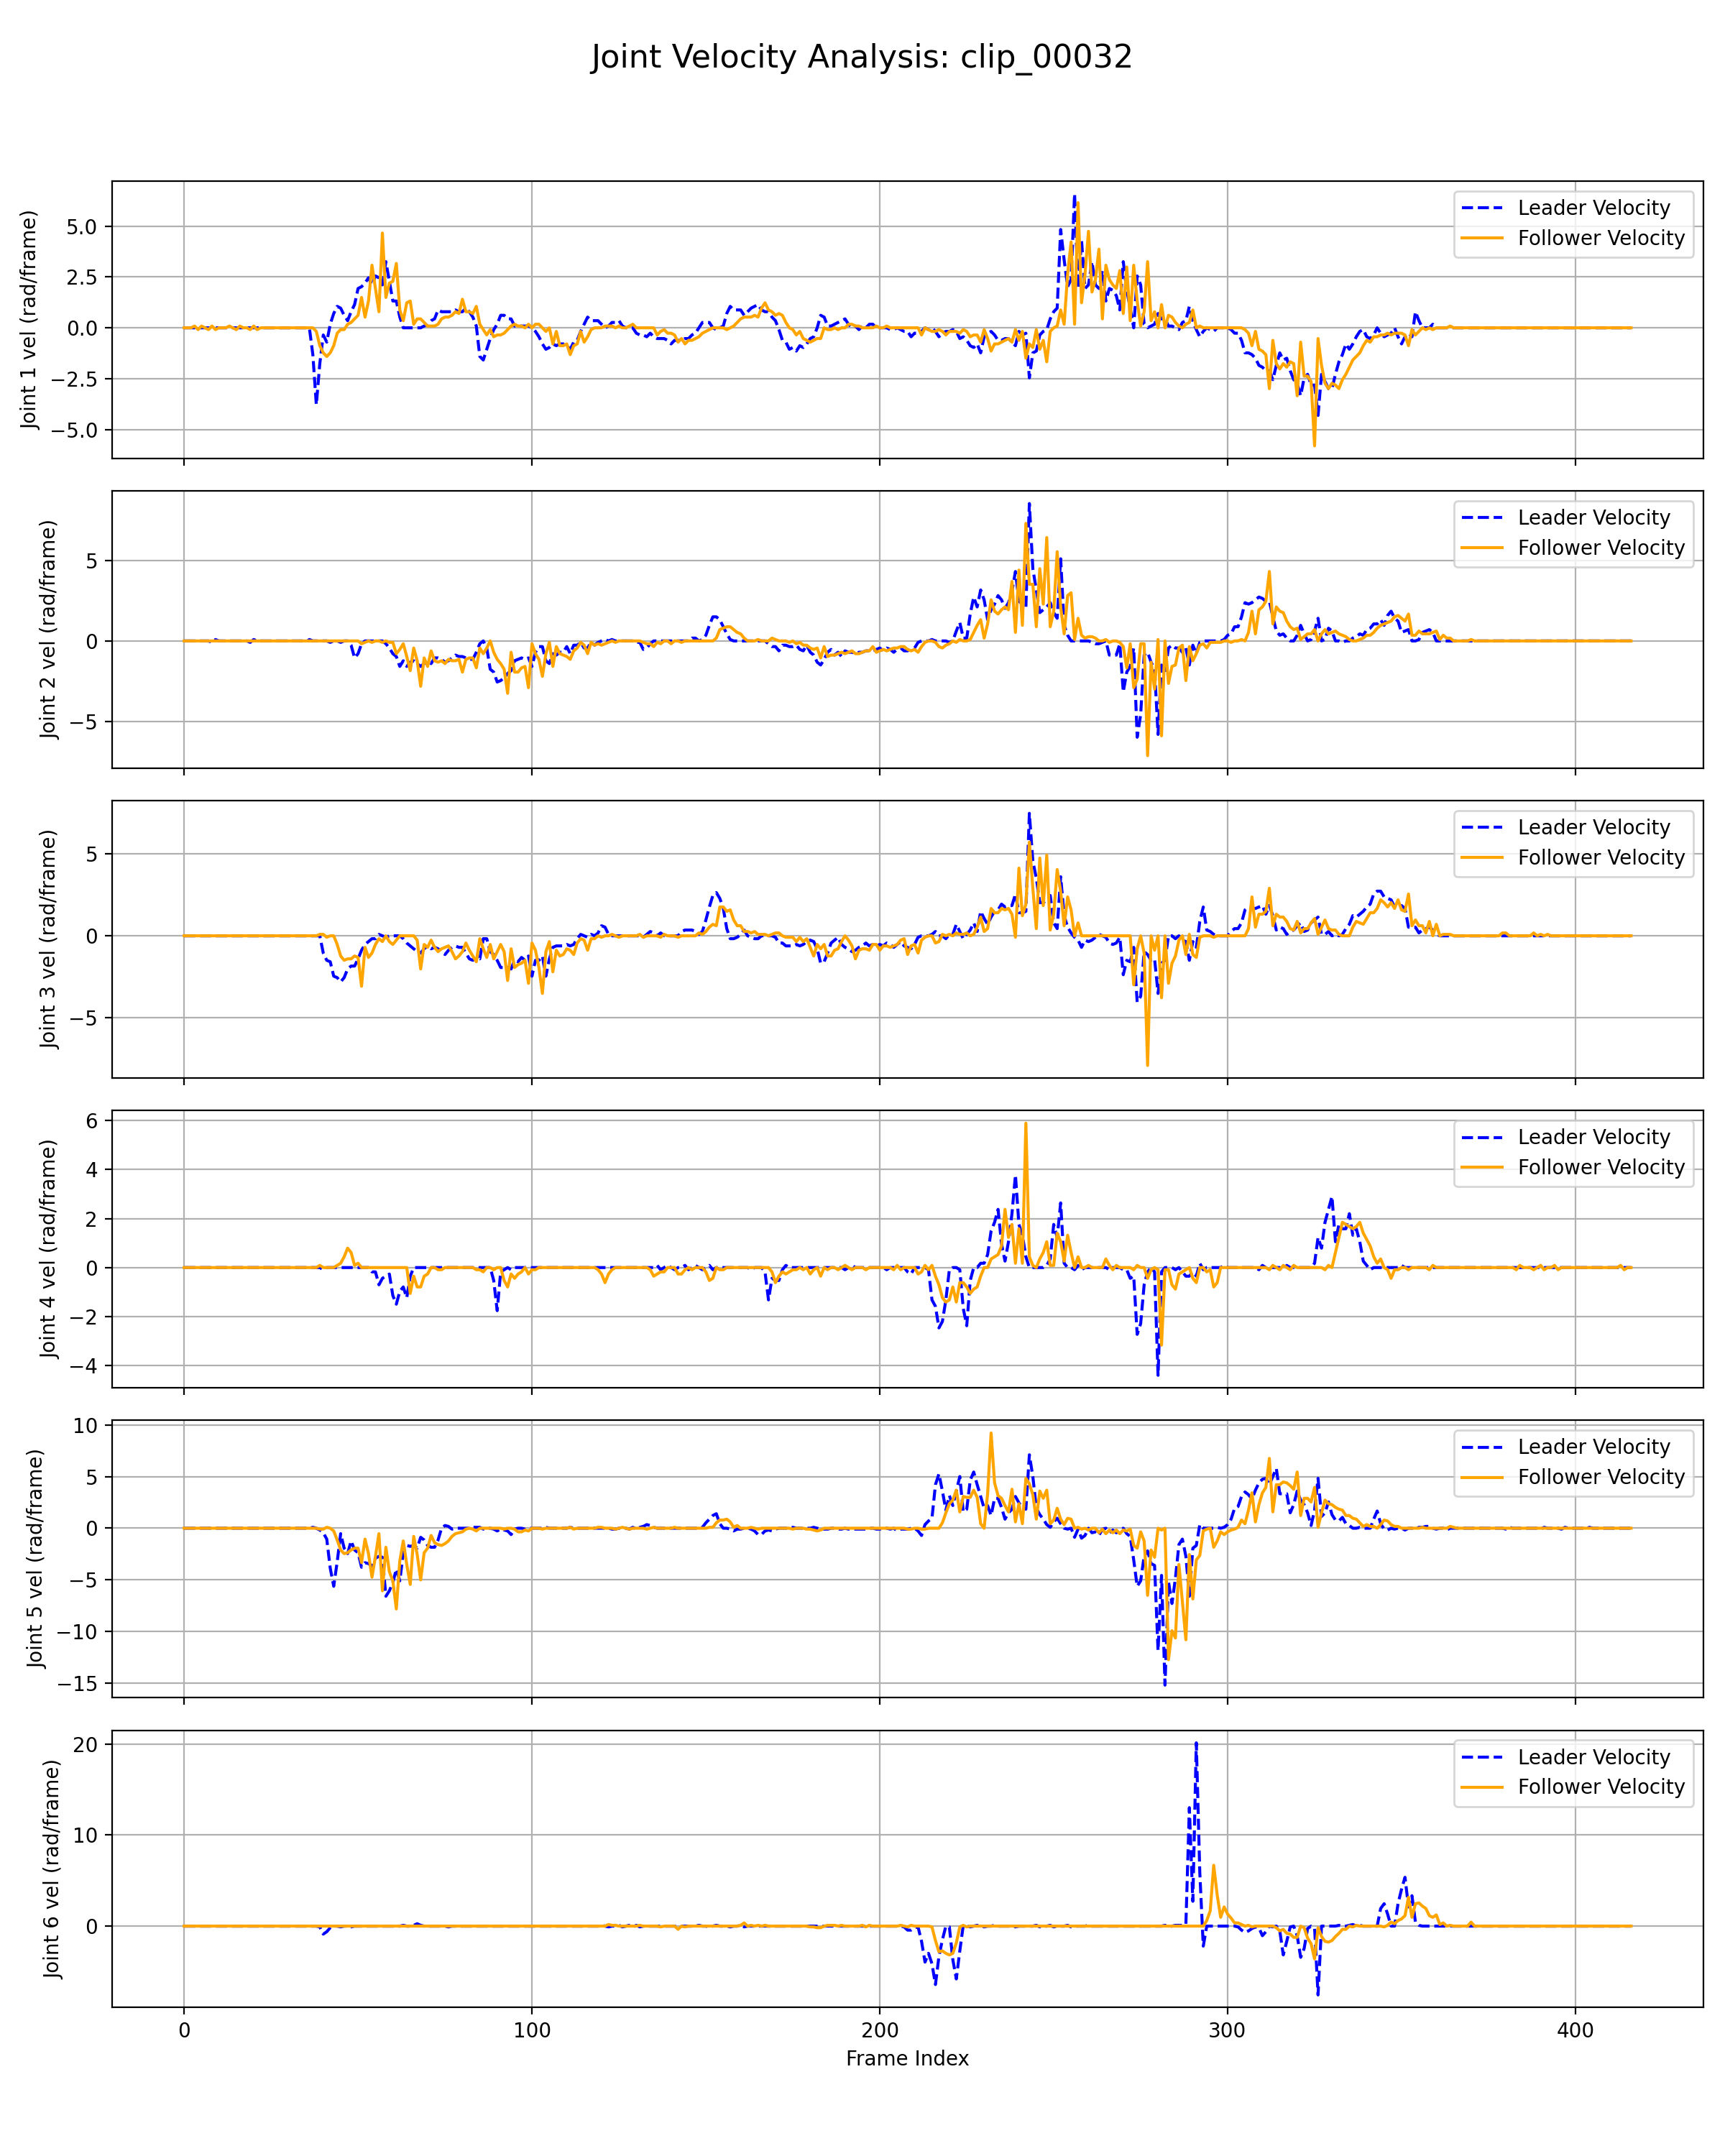 Joint Velocity Analysis: clip_00032
Joint 1 vel (rad/frame)
5.0
2.5
0.0
−2.5
−5.0
Leader Velocity
Follower Velocity
Joint 2 vel (rad/frame)
5
0
−5
Leader Velocity
Follower Velocity
Joint 3 vel (rad/frame)
5
0
−5
Leader Velocity
Follower Velocity
Joint 4 vel (rad/frame)
6
4
2
0
−2
−4
Leader Velocity
Follower Velocity
Joint 5 vel (rad/frame)
10
5
0
−5
−10
−15
Leader Velocity
Follower Velocity
Joint 6 vel (rad/frame)
20
10
0
Leader Velocity
Follower Velocity
0 100 200 300 400
Frame Index